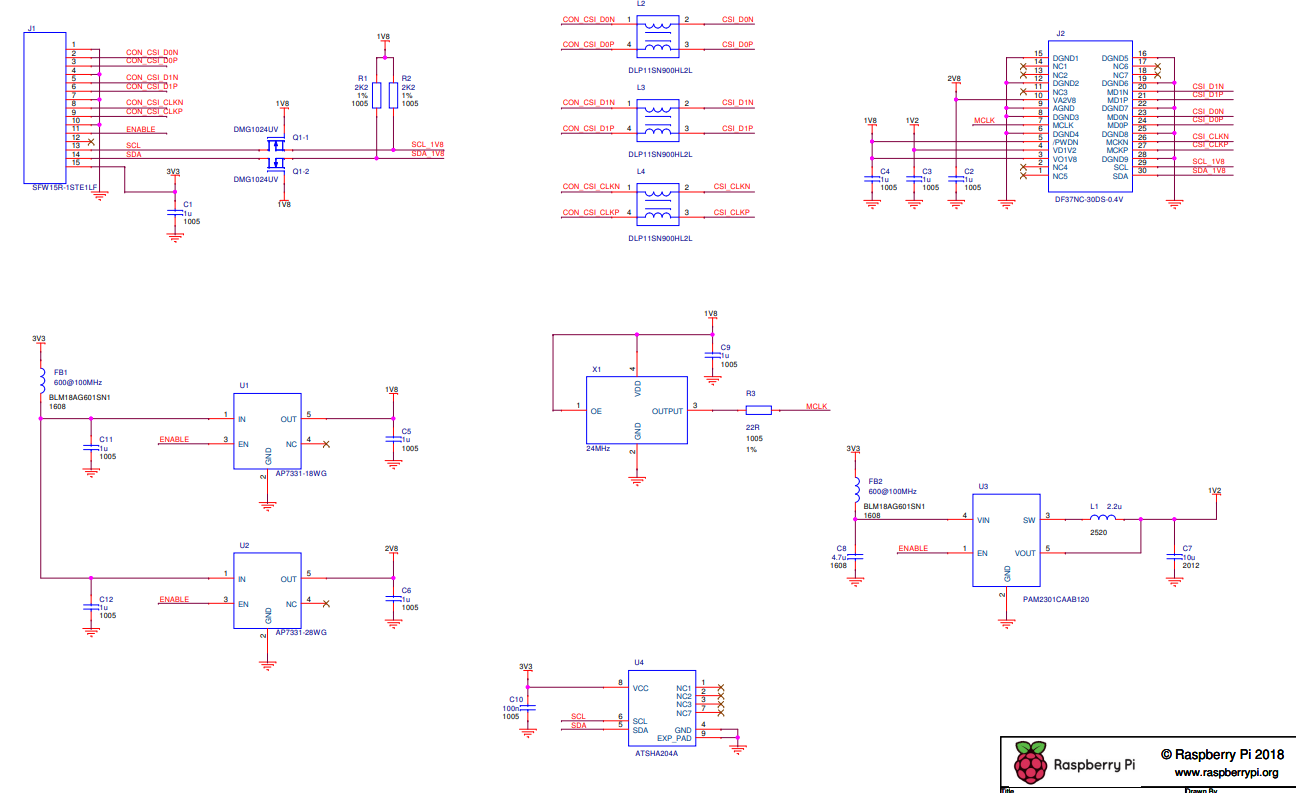 J1
1
2 CON_CSI_D0N
3 CON_CSI_D0P
4
5 CON_CSI_D1N
6 CON_CSI_D1P
7
8 CON_CSI_CLKN
9 CON_CSI_CLKP
10
11 ENABLE
12
13 SCL
14 SDA
15
SFW15R-1STE1LF
3V3
C1
1u
1005
1V8
DMG1024UV
Q1-1
Q1-2
DMG1024UV
1V8
1V8
R1
2K2
1%
1005
R2
2K2
1%
1005
SCL_1V8
SDA_1V8
L2
CON_CSI_D0N 1 2 CSI_D0N
CON_CSI_D0P 4 3 CSI_D0P
DLP11SN900HL2L
L3
CON_CSI_D1N 1 2 CSI_D1N
CON_CSI_D1P 4 3 CSI_D1P
DLP11SN900HL2L
L4
CON_CSI_CLKN 1 2 CSI_CLKN
CON_CSI_CLKP 4 3 CSI_CLKP
DLP11SN900HL2L
J2
15 DGND1 DGND5 16
14 NC1 NC6 17
13 NC2 NC7 18
12 DGND2 DGND6 19
11 NC3 MD1N 20 CSI_D1N
10 VA2V8 MD1P 21 CSI_D1P
9 AGND DGND7 22
8 DGND3 MD0N 23 CSI_D0N
MCLK 7 MCLK MD0P 24 CSI_D0P
6 DGND4 DGND8 25
5 /PWDN MCKN 26 CSI_CLKN
4 VD1V2 MCKP 27 CSI_CLKP
3 VO1V8 DGND9 28
2 NC4 SCL 29 SCL_1V8
1 NC5 SDA 30 SDA_1V8
DF37NC-30DS-0.4V
2V8
1V8
1V2
C4
1u
1005
C3
1u
1005
C2
1u
1005
3V3
FB1
600@100MHz
BLM18AG601SN1
1608
C11
1u
1005
U1
1 IN OUT 5
ENABLE 3 EN NC 4
GND
2
AP7331-18WG
1V8
C5
1u
1005
C12
1u
1005
U2
1 IN OUT 5
ENABLE 3 EN NC 4
GND
2
AP7331-28WG
2V8
C6
1u
1005
1V8
C9
1u
1005
X1
4
VDD
1 OE OUTPUT 3
GND
2
24MHz
R3
22R
1005
1%
MCLK
3V3
FB2
600@100MHz
BLM18AG601SN1
1608
C8
4.7u
1608
U3
4 VIN SW 3
ENABLE 1 EN VOUT 5
GND
2
PAM2301CAAB120
L1 2.2u
2520
1V2
C7
10u
2012
3V3
C10
100n
1005
U4
8 VCC NC1 1
NC2 2
NC3 3
NC7 7
SCL 6 SCL GND 4
SDA 5 SDA EXP_PAD 9
ATSHA204A
Raspberry Pi
© Raspberry Pi 2018
www.raspberrypi.org
Title
Drawn By